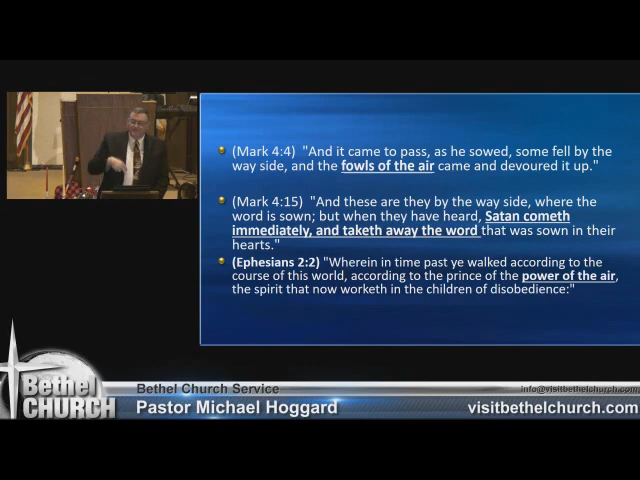 (Mark 4:4) "And it came to pass, as he sowed, some fell by the
way side, and the fowls of the air came and devoured it up."
(Mark 4:15) "And these are they by the way side, where the
word is sown; but when they have heard, Satan cometh
immediately, and taketh away the word that was sown in their
hearts."
(Ephesians 2:2) "Wherein in time past ye walked according to the
course of this world, according to the prince of the power of the air,
the spirit that now worketh in the children of disobedience:"
Bethel
CHURCH
Bethel Church Service
info@visitbethelchurch.com
Pastor Michael Hoggard
visitbethelchurch.com